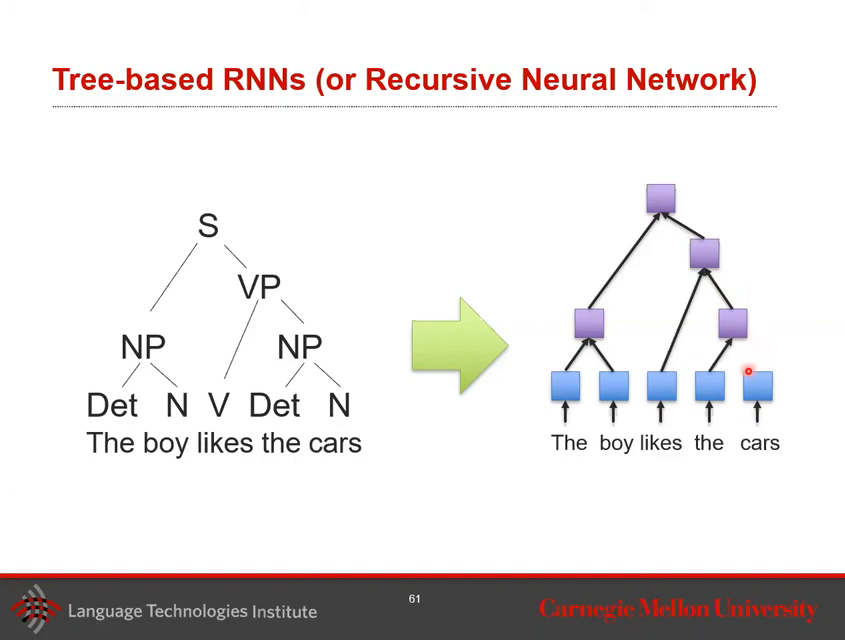 Tree-based RNNs (or Recursive Neural Network)
S
VP
NP NP
Det N V Det N
The boy likes the cars
The boy likes the cars
61
Language Technologies Institute
Carnegie Mellon University